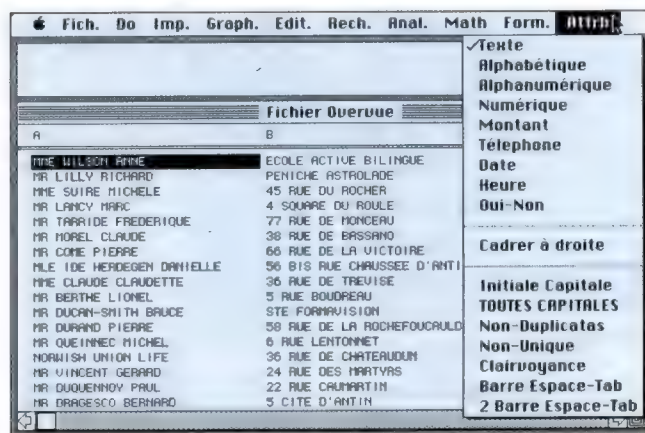 Fich. Do Imp. Graph. Edit. Rech. Anal. Math Form. Attrb.
✓Texte
Alphabétique
Alphanumérique
Numérique
Montant
Télephone
Date
Heure
Oui-Non
Cadrer à droite
Initiale Capitale
TOUTES CAPITALES
Non-Duplicatas
Non-Unique
Clairvoyance
Barre Espace-Tab
2 Barre Espace-Tab
Fichier Overvue
A B
MME WILSON ANNE ECOLE ACTIVE BILINGUE
MR LILLY RICHARD PENICHE ASTROLADE
MME SUIRE MICHELE 45 RUE DU ROCHER
MR LANCY MARC 4 SQUARE DU ROULE
MR TARRIDE FREDERIQUE 77 RUE DE MONCEAU
MR MOREL CLAUDE 38 RUE DE BASSANO
MR COME PIERRE 66 RUE DE LA VICTOIRE
MLE IDE HERDEGEN DANIELLE 56 BIS RUE CHAUSSEE D'ANTI
MME CLAUDE CLAUDETTE 36 RUE DE TREVISE
MR BERTHE LIONEL 5 RUE BOUDREAU
MR DUCAN-SMITH BAUCE STE FORMAVISION
MR DURAND PIERRE 58 RUE DE LA ROCHEFOUCAULD
MR QUEINNEC MICHEL 6 RUE LENTONNET
NORWISH UNION LIFE 36 RUE DE CHATEAUDUN
MR VINCENT GERARD 24 RUE DES MARTYRS
MR DUQUENNOY PAUL 22 RUE CAUMARTIN
MR DRAGESCO BERNARD 5 CITE D'ANTIN